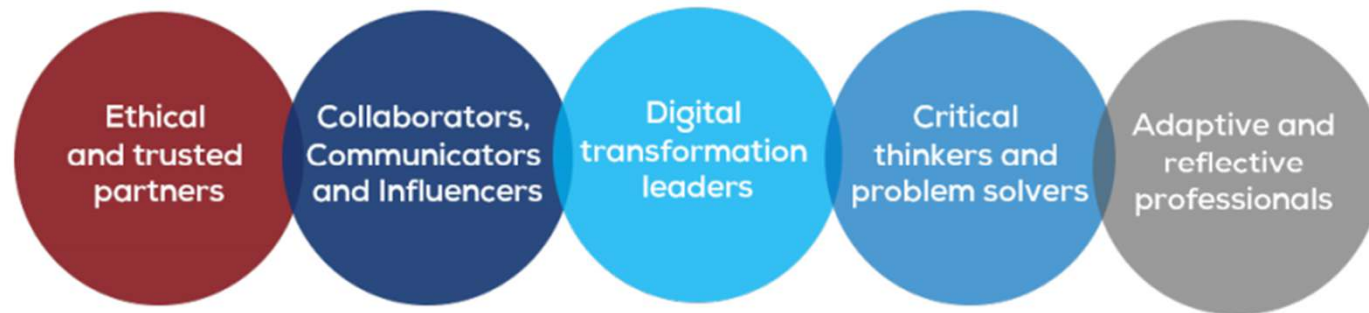 Ethical
and trusted
partners
Collaborators,
Communicators
and Influencers
Digital
transformation
leaders
Critical
thinkers and
problem solvers
Adaptive and
reflective
professionals